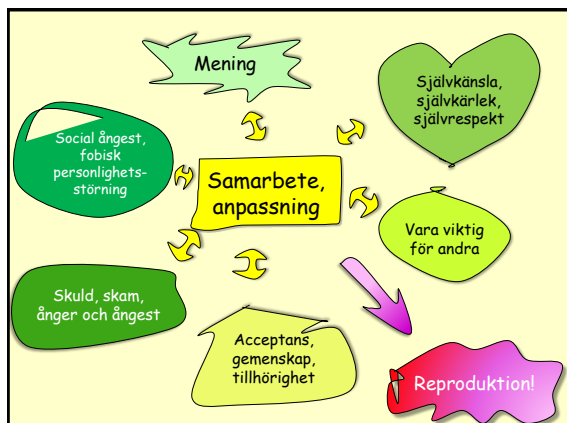 Mening
Självkänsla,
självkärlek,
självrespekt
Social ångest,
fobisk
personlighets-
störning
Samarbete,
anpassning
Vara viktig
för andra
Skuld, skam,
ånger och ångest
Acceptans,
gemenskap,
tillhörighet
Reproduktion!